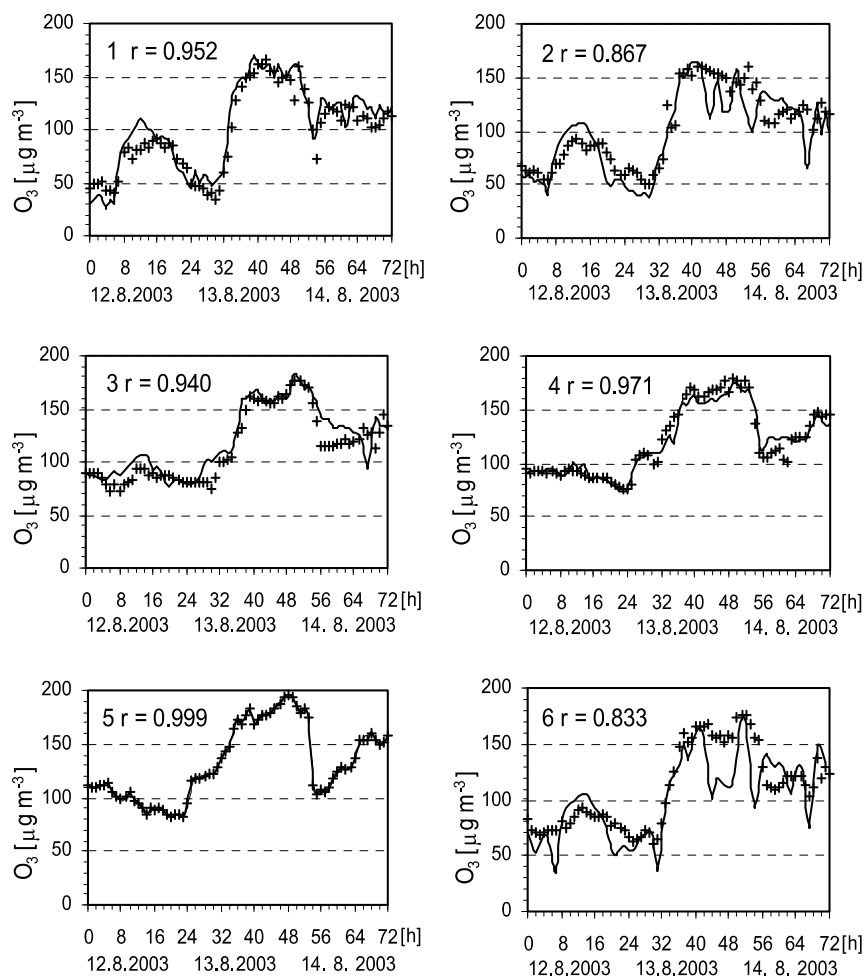 1 r = 0.952
O3 [ μg m-3 ]
200
150
100
50
0
0 8 16 24 32 40 48 56 64 72 [h]
12.8.2003 13.8.2003 14. 8. 2003
2 r = 0.867
O3 [ μg m-3 ]
200
150
100
50
0
0 8 16 24 32 40 48 56 64 72 [h]
12.8.2003 13.8.2003 14. 8. 2003
3 r = 0.940
O3 [ μg m-3 ]
200
150
100
50
0
0 8 16 24 32 40 48 56 64 72 [h]
12.8.2003 13.8.2003 14. 8. 2003
4 r = 0.971
O3 [ μg m-3 ]
200
150
100
50
0
0 8 16 24 32 40 48 56 64 72 [h]
12.8.2003 13.8.2003 14. 8. 2003
5 r = 0.999
O3 [ μg m-3 ]
200
150
100
50
0
0 8 16 24 32 40 48 56 64 72 [h]
12.8.2003 13.8.2003 14. 8. 2003
6 r = 0.833
O3 [ μg m-3 ]
200
150
100
50
0
0 8 16 24 32 40 48 56 64 72 [h]
12.8.2003 13.8.2003 14. 8. 2003